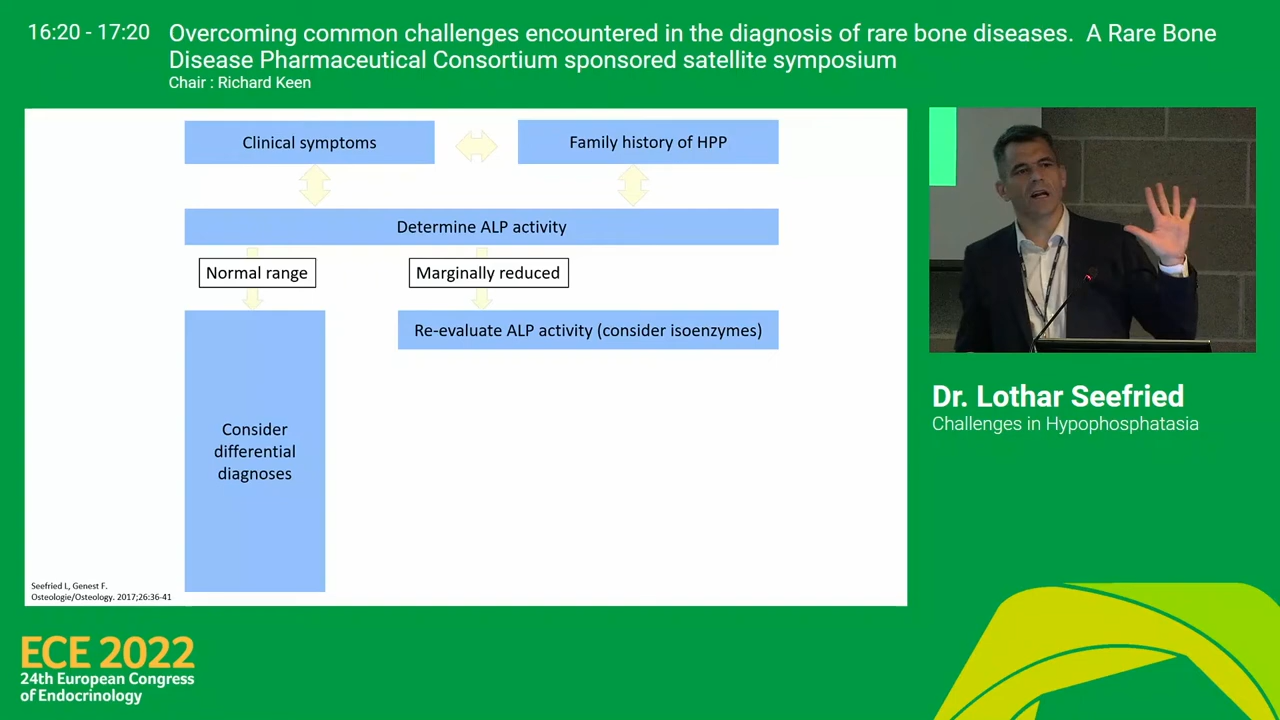 16:20 - 17:20
Overcoming common challenges encountered in the diagnosis of rare bone diseases. A Rare Bone
Disease Pharmaceutical Consortium sponsored satellite symposium
Chair : Richard Keen
Clinical symptoms
Family history of HPP
Determine ALP activity
Normal range
Marginally reduced
Re-evaluate ALP activity (consider isoenzymes)
Consider
differential
diagnoses
Seefried L, Genest F.
Osteologie/Osteology. 2017;26:36-41
Dr. Lothar Seefried
Challenges in Hypophosphatasia
ECE 2022
24th European Congress
of Endocrinology